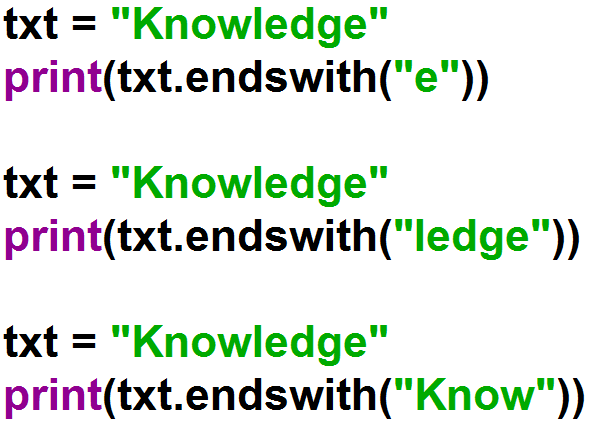 txt = "Knowledge"
print(txt.endswith("e"))
txt = "Knowledge"
print(txt.endswith("ledge"))
txt = "Knowledge"
print(txt.endswith("Know"))